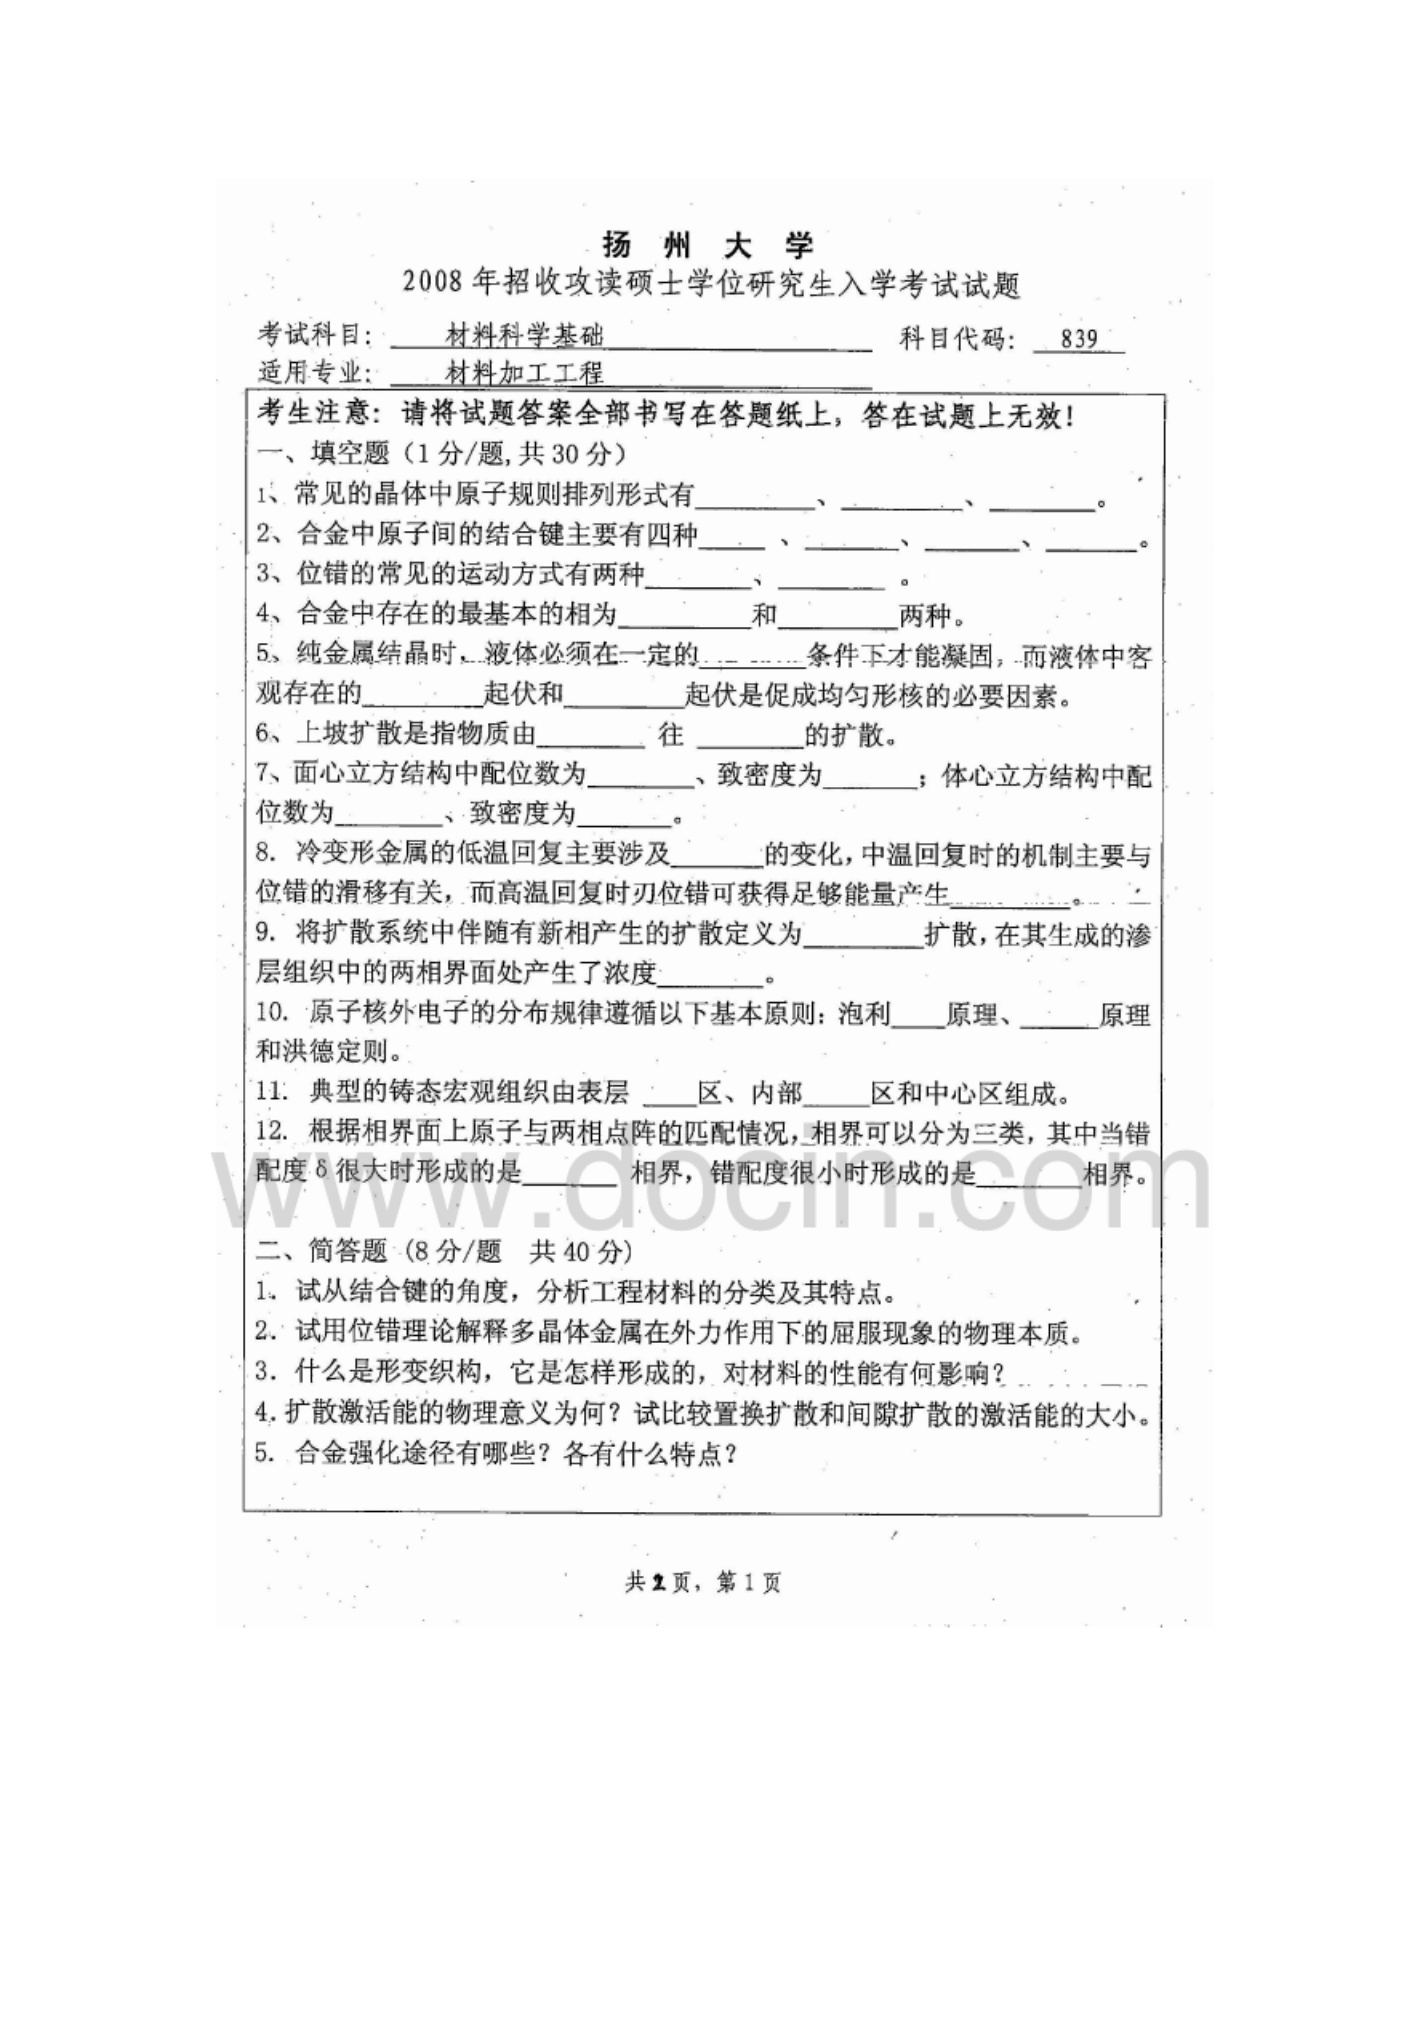 扬 州 大 学
2008 年招收攻读硕士学位研究生入学考试试题
考试科目: 材料科学基础 科目代码: 839
适用专业: 材料加工工程
考生注意: 请将试题答案全部书写在答题纸上, 答在试题上无效!
一、填空题 (1 分/题, 共 30 分)
1、常见的晶体中原子规则排列形式有________、________、________。
2、合金中原子间的结合键主要有四种_____ 、______、______、______。
3、位错的常见的运动方式有两种________、________ 。
4、合金中存在的最基本的相为_________和________两种。
5、纯金属结晶时, 液体必须在一定的________条件下才能凝固, 而液体中客
观存在的________起伏和________起伏是促成均匀形核的必要因素。
6、上坡扩散是指物质由________ 往 ________的扩散。
7、面心立方结构中配位数为________、致密度为_______; 体心立方结构中配
位数为________、致密度为_______。
8. 冷变形金属的低温回复主要涉及_______的变化, 中温回复时的机制主要与
位错的滑移有关, 而高温回复时刃位错可获得足够能量产生_________。
9. 将扩散系统中伴随有新相产生的扩散定义为_________扩散, 在其生成的渗
层组织中的两相界面处产生了浓度________。
10. 原子核外电子的分布规律遵循以下基本原则: 泡利____原理、______原理
和洪德定则。
11. 典型的铸态宏观组织由表层 ____区、内部_____区和中心区组成。
12. 根据相界面上原子与两相点阵的匹配情况, 相界可以分为三类, 其中当错
配度 δ 很大时形成的是_______ 相界, 错配度很小时形成的是________相界。
二、简答题 (8 分/题 共 40 分)
1. 试从结合键的角度, 分析工程材料的分类及其特点。
2. 试用位错理论解释多晶体金属在外力作用下的屈服现象的物理本质。
3. 什么是形变织构, 它是怎样形成的, 对材料的性能有何影响?
4. 扩散激活能的物理意义为何? 试比较置换扩散和间隙扩散的激活能的大小。
5. 合金强化途径有哪些? 各有什么特点?
共 2 页, 第 1 页
www.docin.com